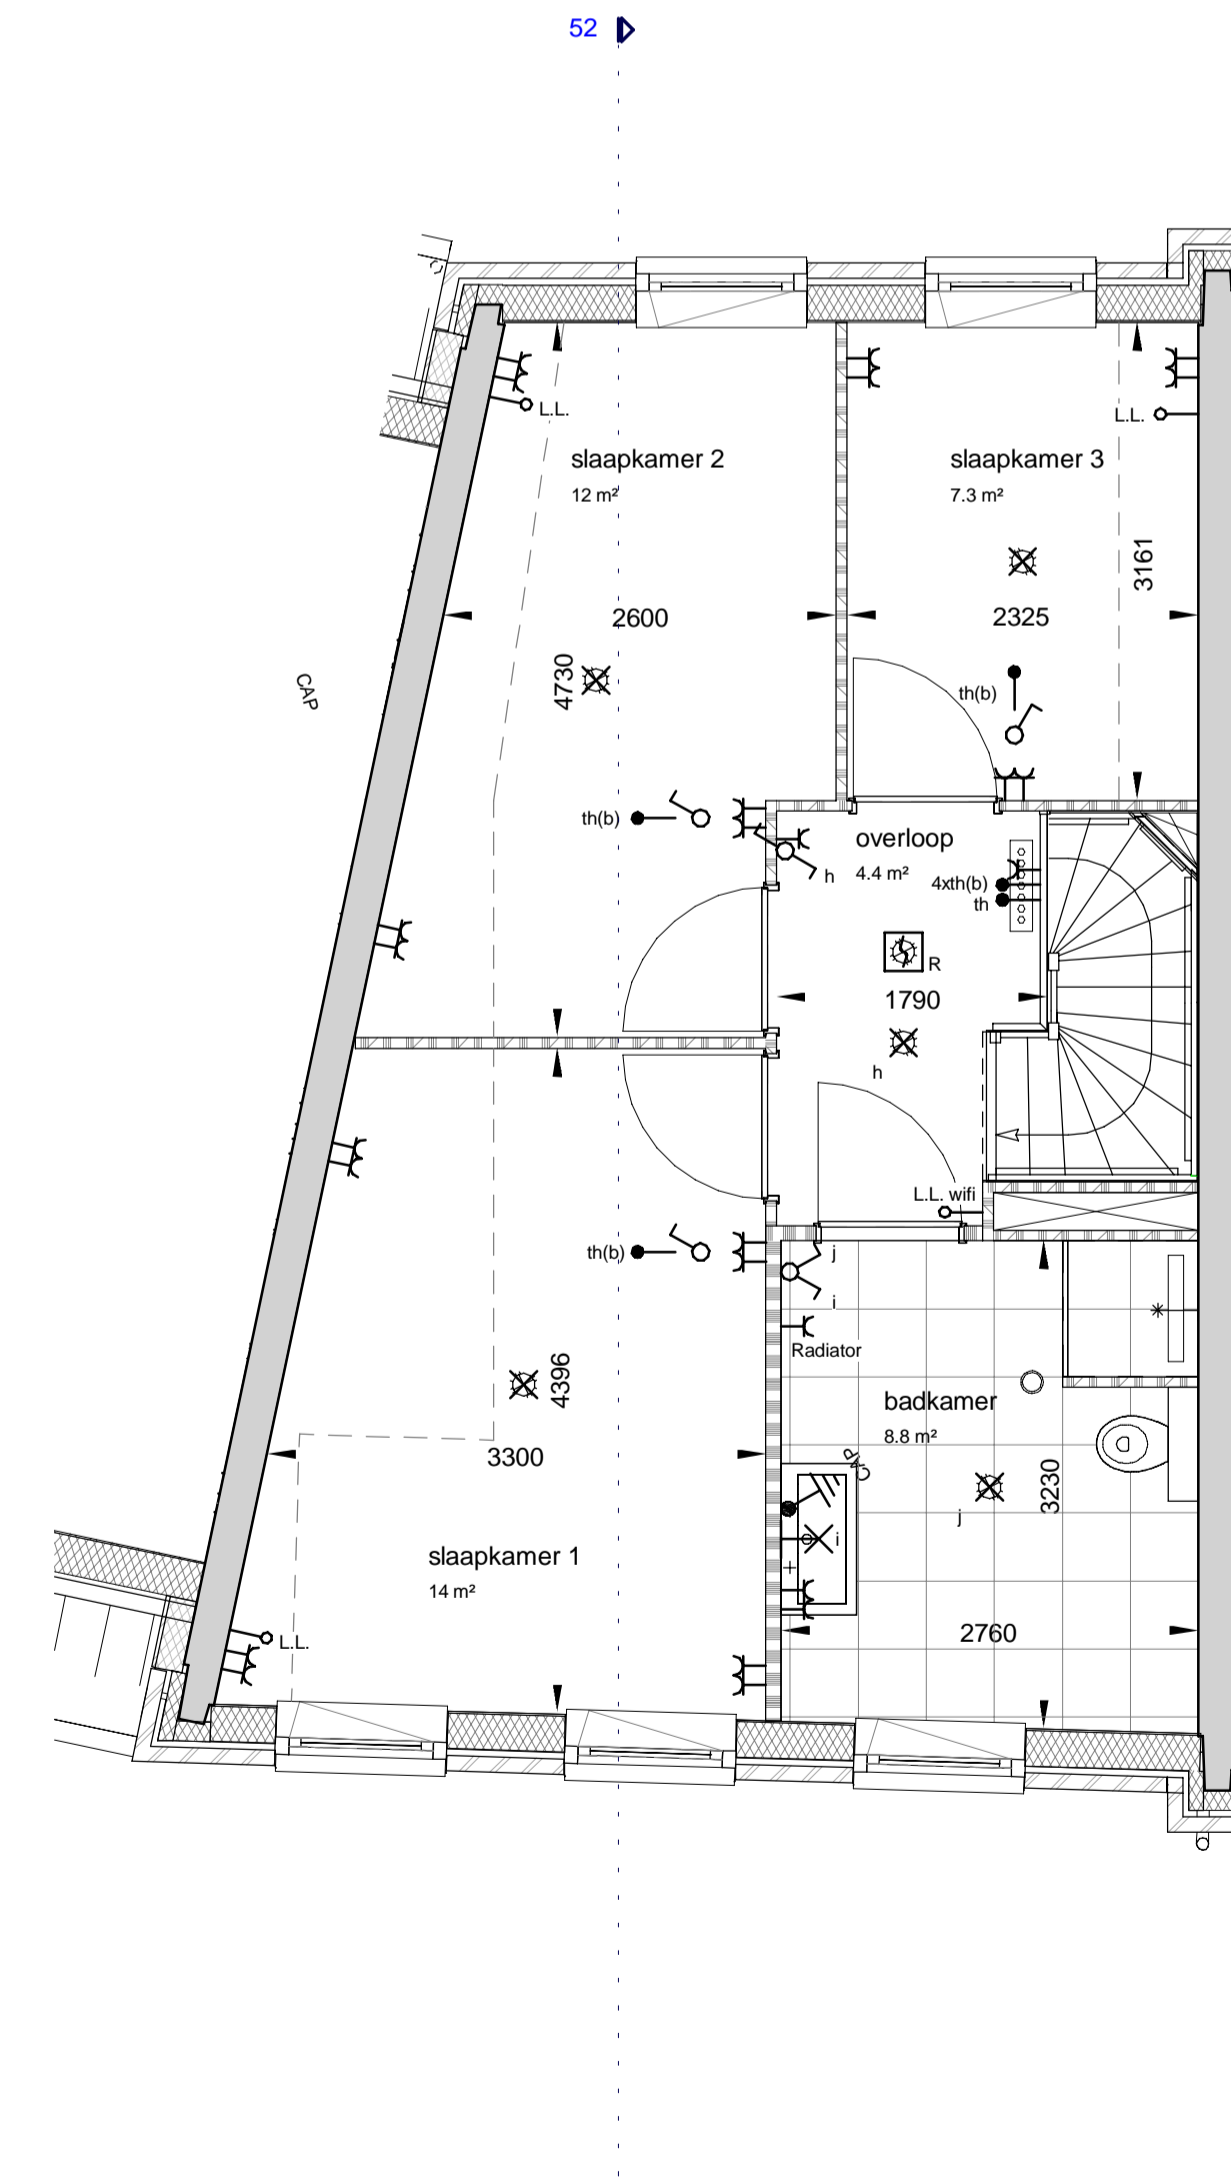 52
L.L.
slaapkamer 2
12 m²
slaapkamer 3
7.3 m²
L.L.
3161
2600
2325
4730
CAP
th(b)
th(b)
overloop
4.4 m²
h
4xth(b)
th
R
1790
h
L.L. wifi
th(b)
j
i
Radiator
4396
badkamer
8.8 m²
3300
CAP
3230
j
i
slaapkamer 1
14 m²
2760
L.L.